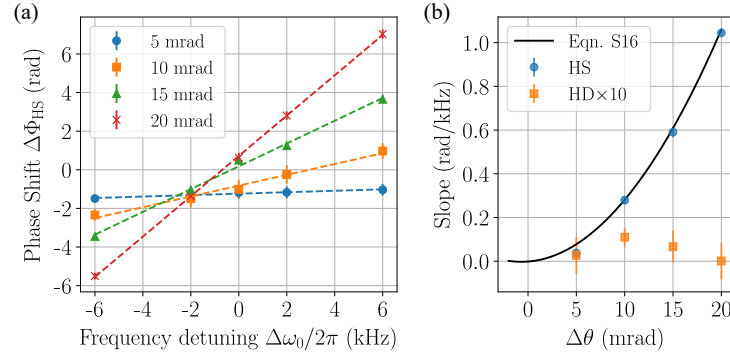 (a)
Phase Shift ΔΦHS (rad)
6
4
2
0
-2
-4
-6
5 mrad
10 mrad
15 mrad
20 mrad
-6
-4
-2
0
2
4
6
Frequency detuning Δω0/2π (kHz)
(b)
Slope (rad/kHz)
1.0
0.8
0.6
0.4
0.2
0.0
Eqn. S16
HS
HD×10
0
5
10
15
20
Δθ (mrad)